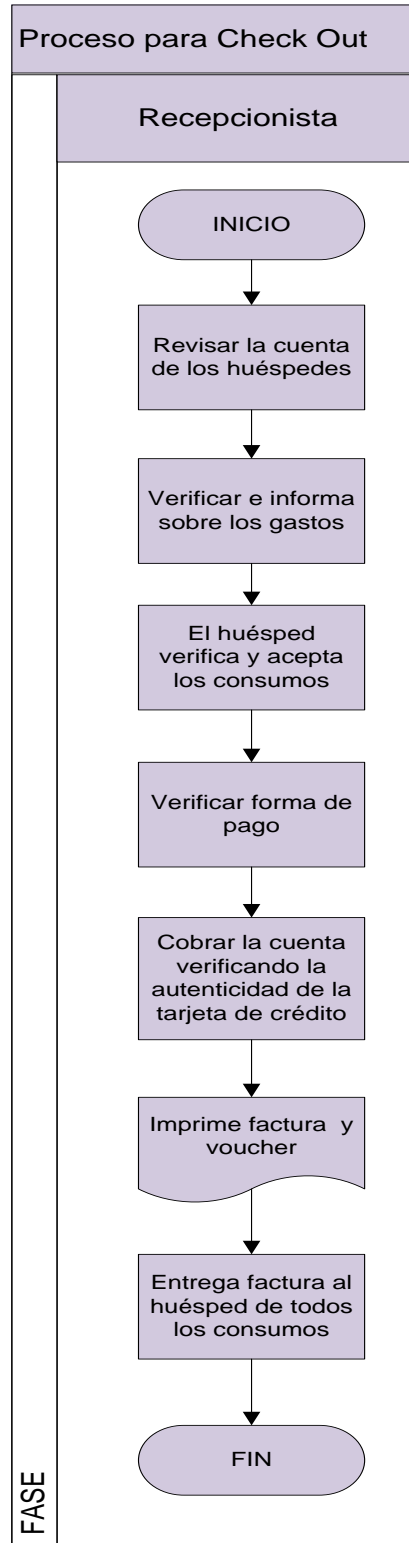 Proceso para Check Out
Recepcionista
INICIO
Revisar la cuenta
de los huéspedes
Verificar e informa
sobre los gastos
El huésped
verifica y acepta
los consumos
Verificar forma de
pago
Cobrar la cuenta
verificando la
autenticidad de la
tarjeta de crédito
Imprime factura y
voucher
Entrega factura al
huésped de todos
los consumos
FIN
FASE